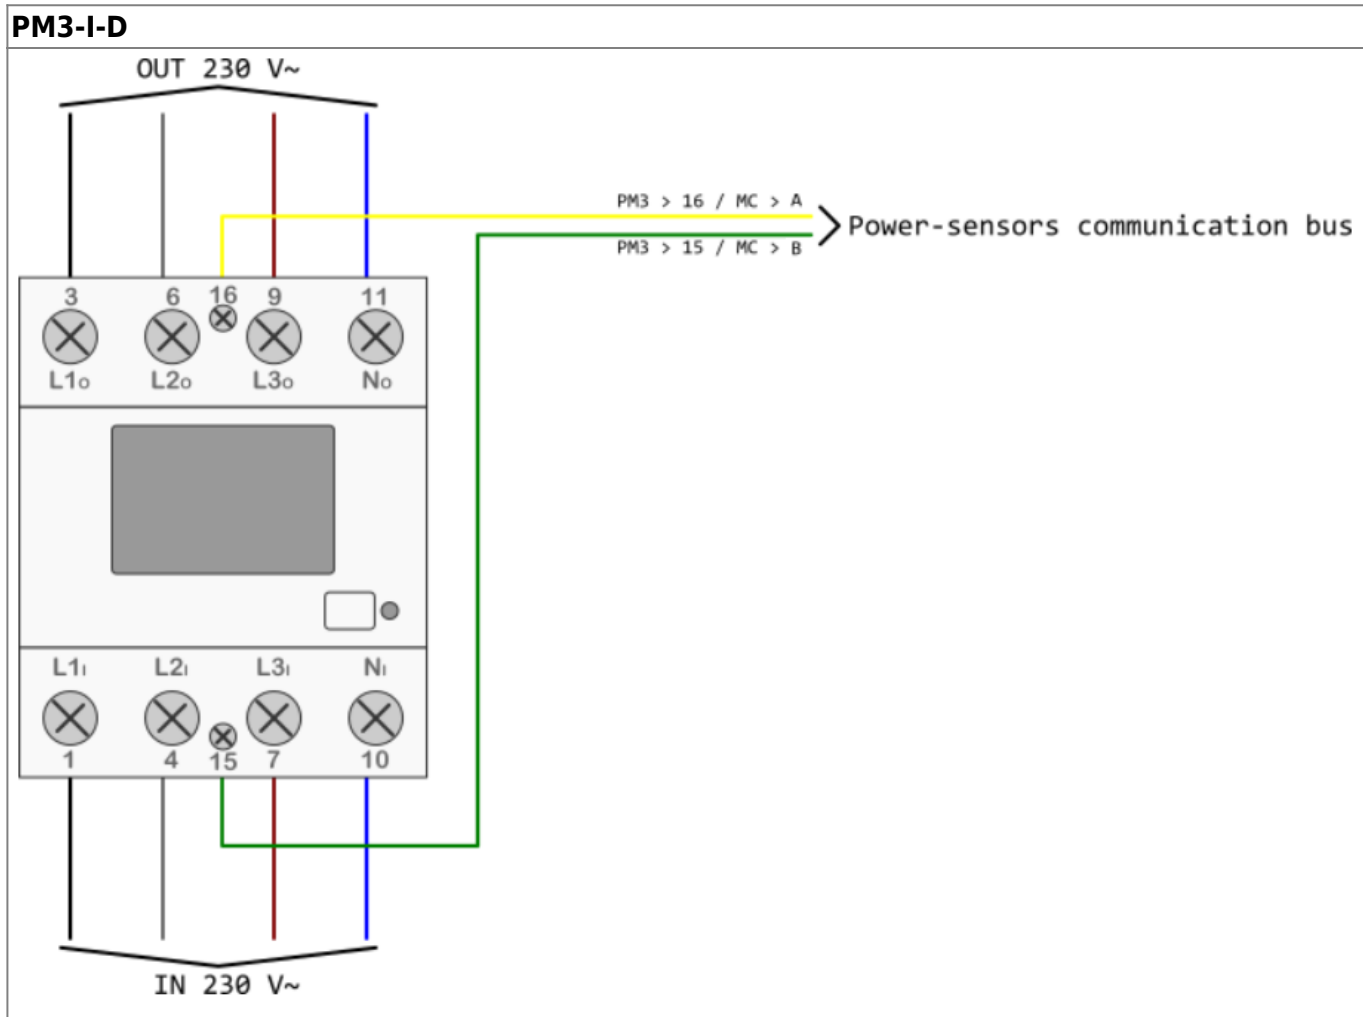 PM3-I-D
OUT 230 V~
PM3 > 16 / MC > A
Power-sensors communication bus
PM3 > 15 / MC > B
3 6 16 9 11
L1o L2o L3o No
L1I L2I L3I NI
1 4 15 7 10
IN 230 V~